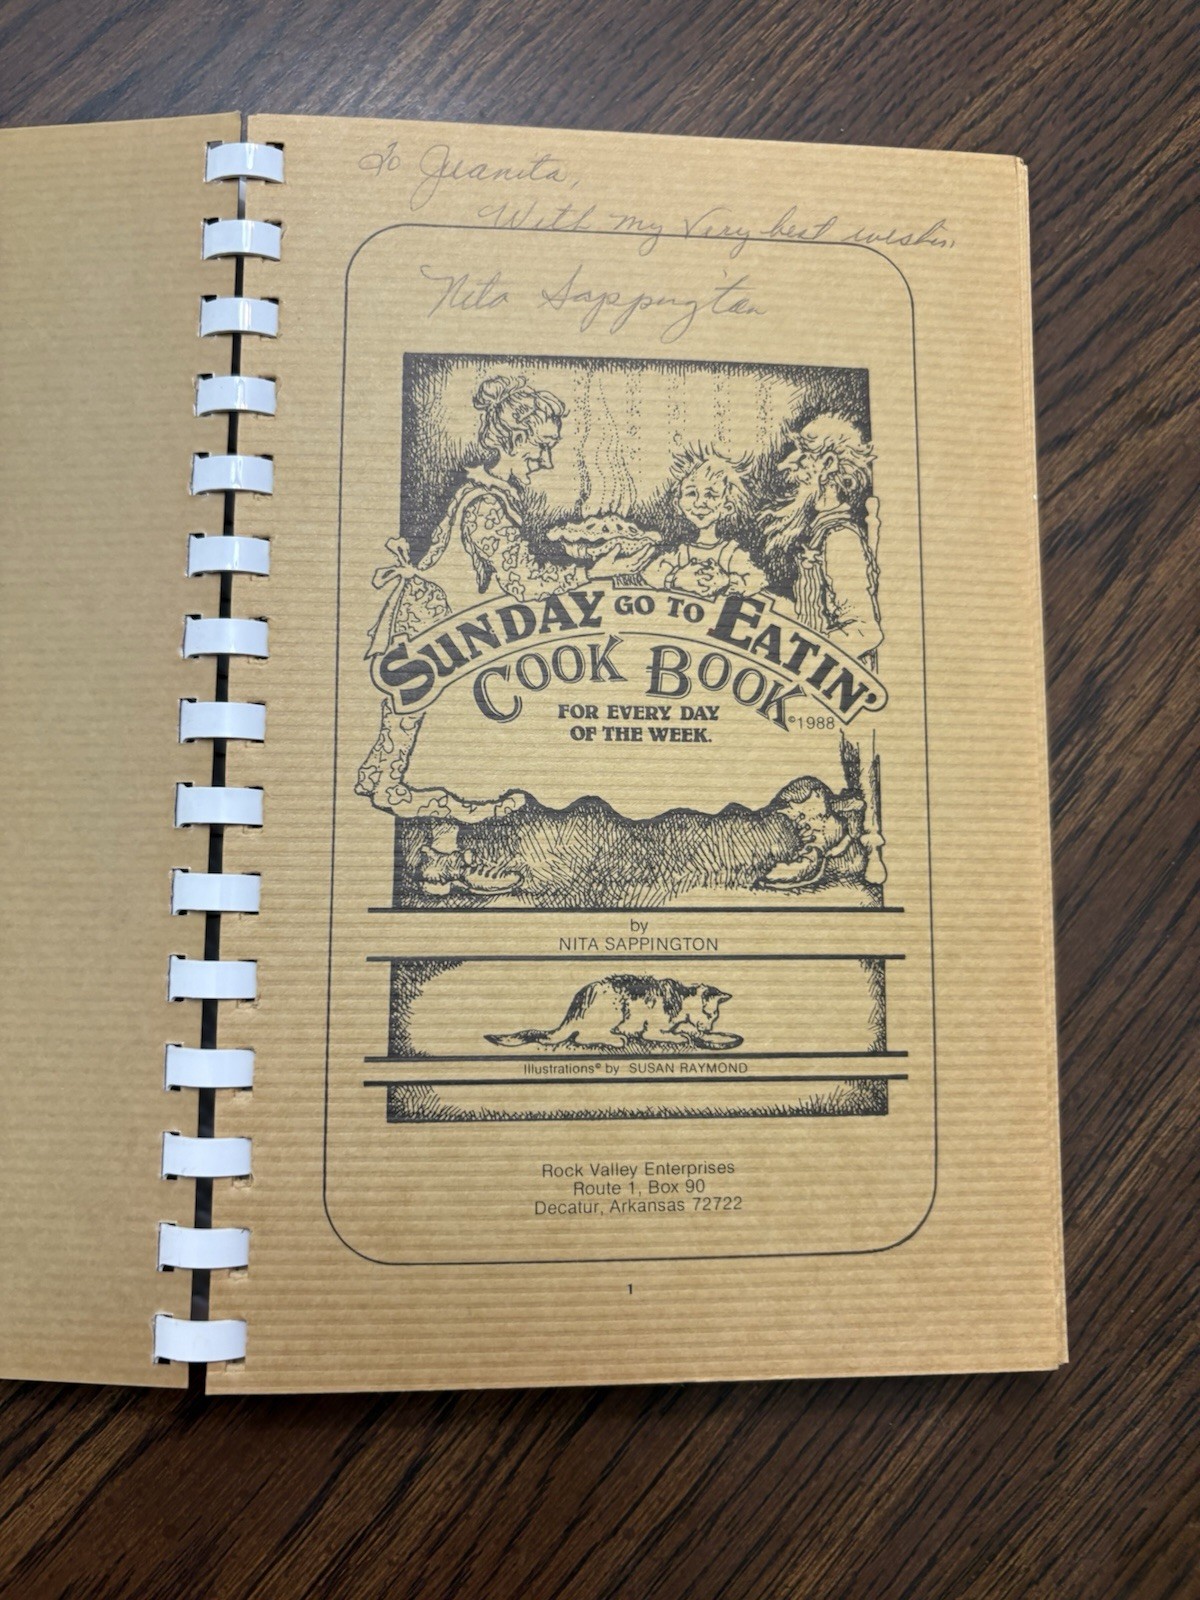 To Juanita,
With my very best wishes,
Nita Sappington
SUNDAY GO TO EATIN'
COOK BOOK
©1988
FOR EVERY DAY
OF THE WEEK.
by
NITA SAPPINGTON
Illustrations© by SUSAN RAYMOND
Rock Valley Enterprises
Route 1, Box 90
Decatur, Arkansas 72722
1